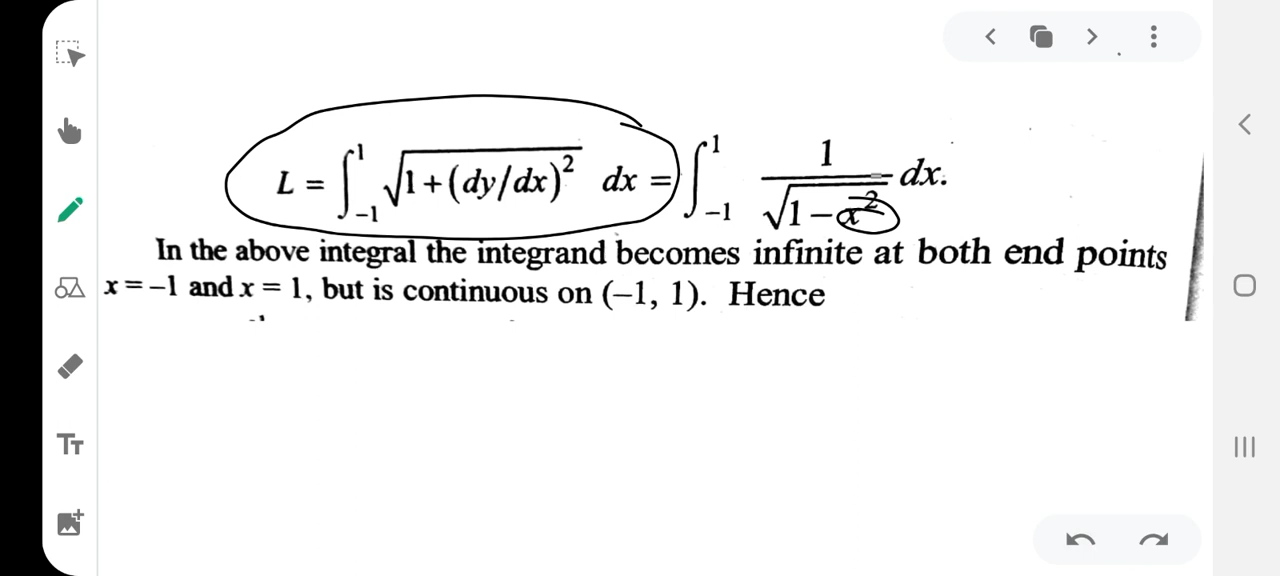 L = ∫_{-1}^{1} √(1+(dy/dx)²) dx = ∫_{-1}^{1} 1/√(1-x²) dx.
In the above integral the integrand becomes infinite at both end points
x = –1 and x = 1, but is continuous on (–1, 1). Hence
TT